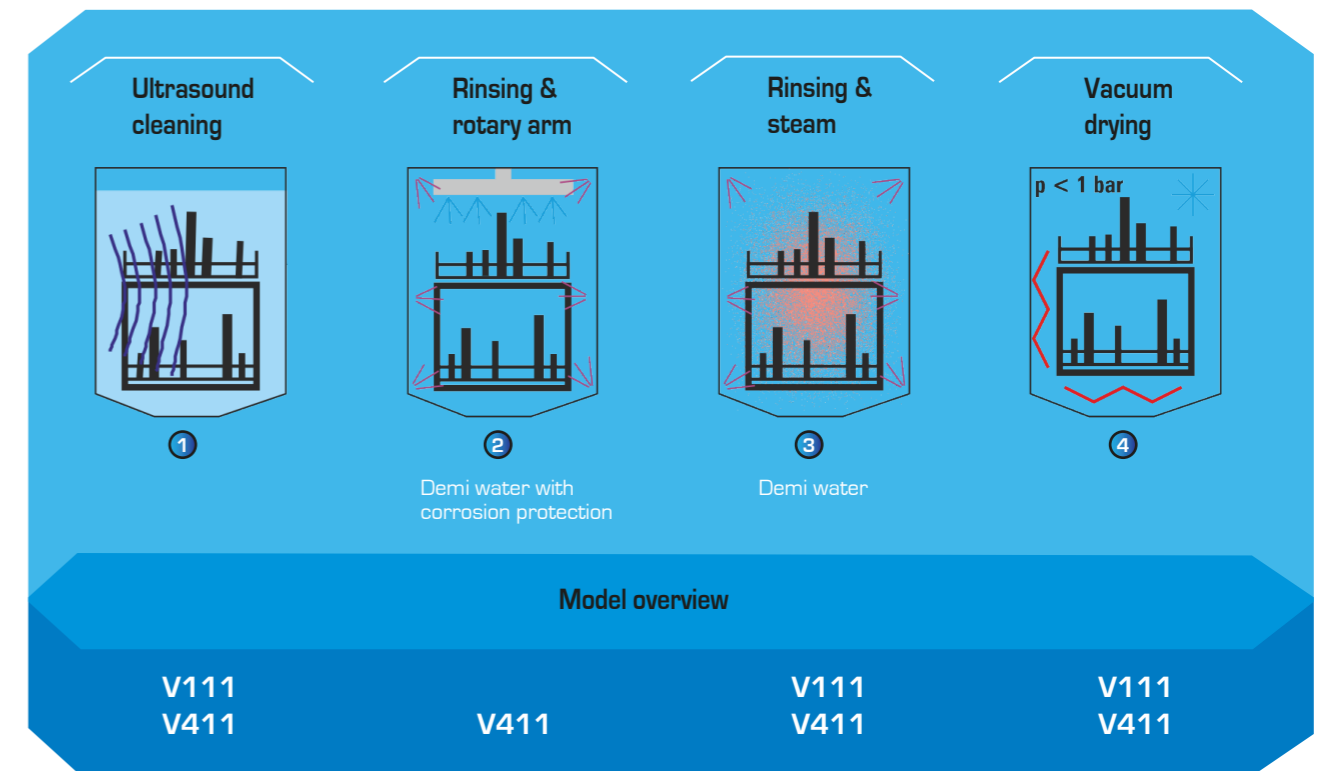 Ultrasound
cleaning
Rinsing &
rotary arm
Rinsing &
steam
Vacuum
drying
p < 1 bar
1
2
3
4
Demi water with
corrosion protection
Demi water
Model overview
V111
V411
V411
V111
V411
V111
V411